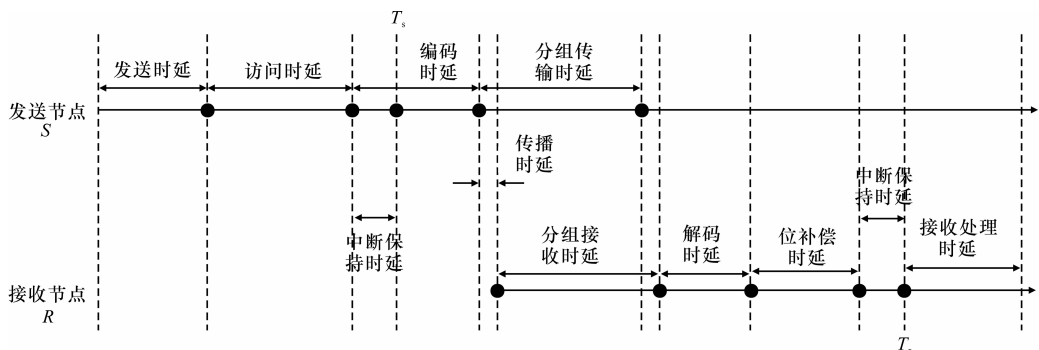 Ts
发送时延
访问时延
编码
时延
分组传
输时延
发送节点
S
传播
时延
中断保
持时延
中断保
持时延
分组接
收时延
解码
时延
位补偿
时延
接收处理
时延
接收节点
R